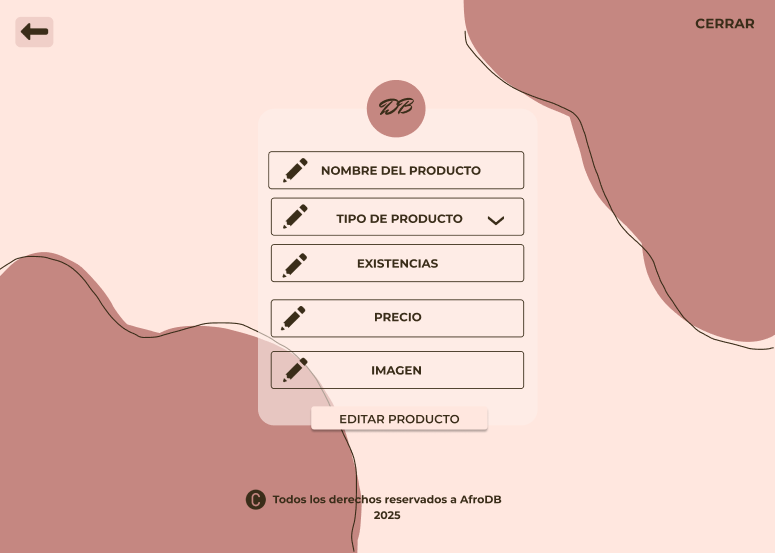 CERRAR
DB
NOMBRE DEL PRODUCTO
TIPO DE PRODUCTO
EXISTENCIAS
PRECIO
IMAGEN
EDITAR PRODUCTO
C Todos los derechos reservados a AfroDB
2025